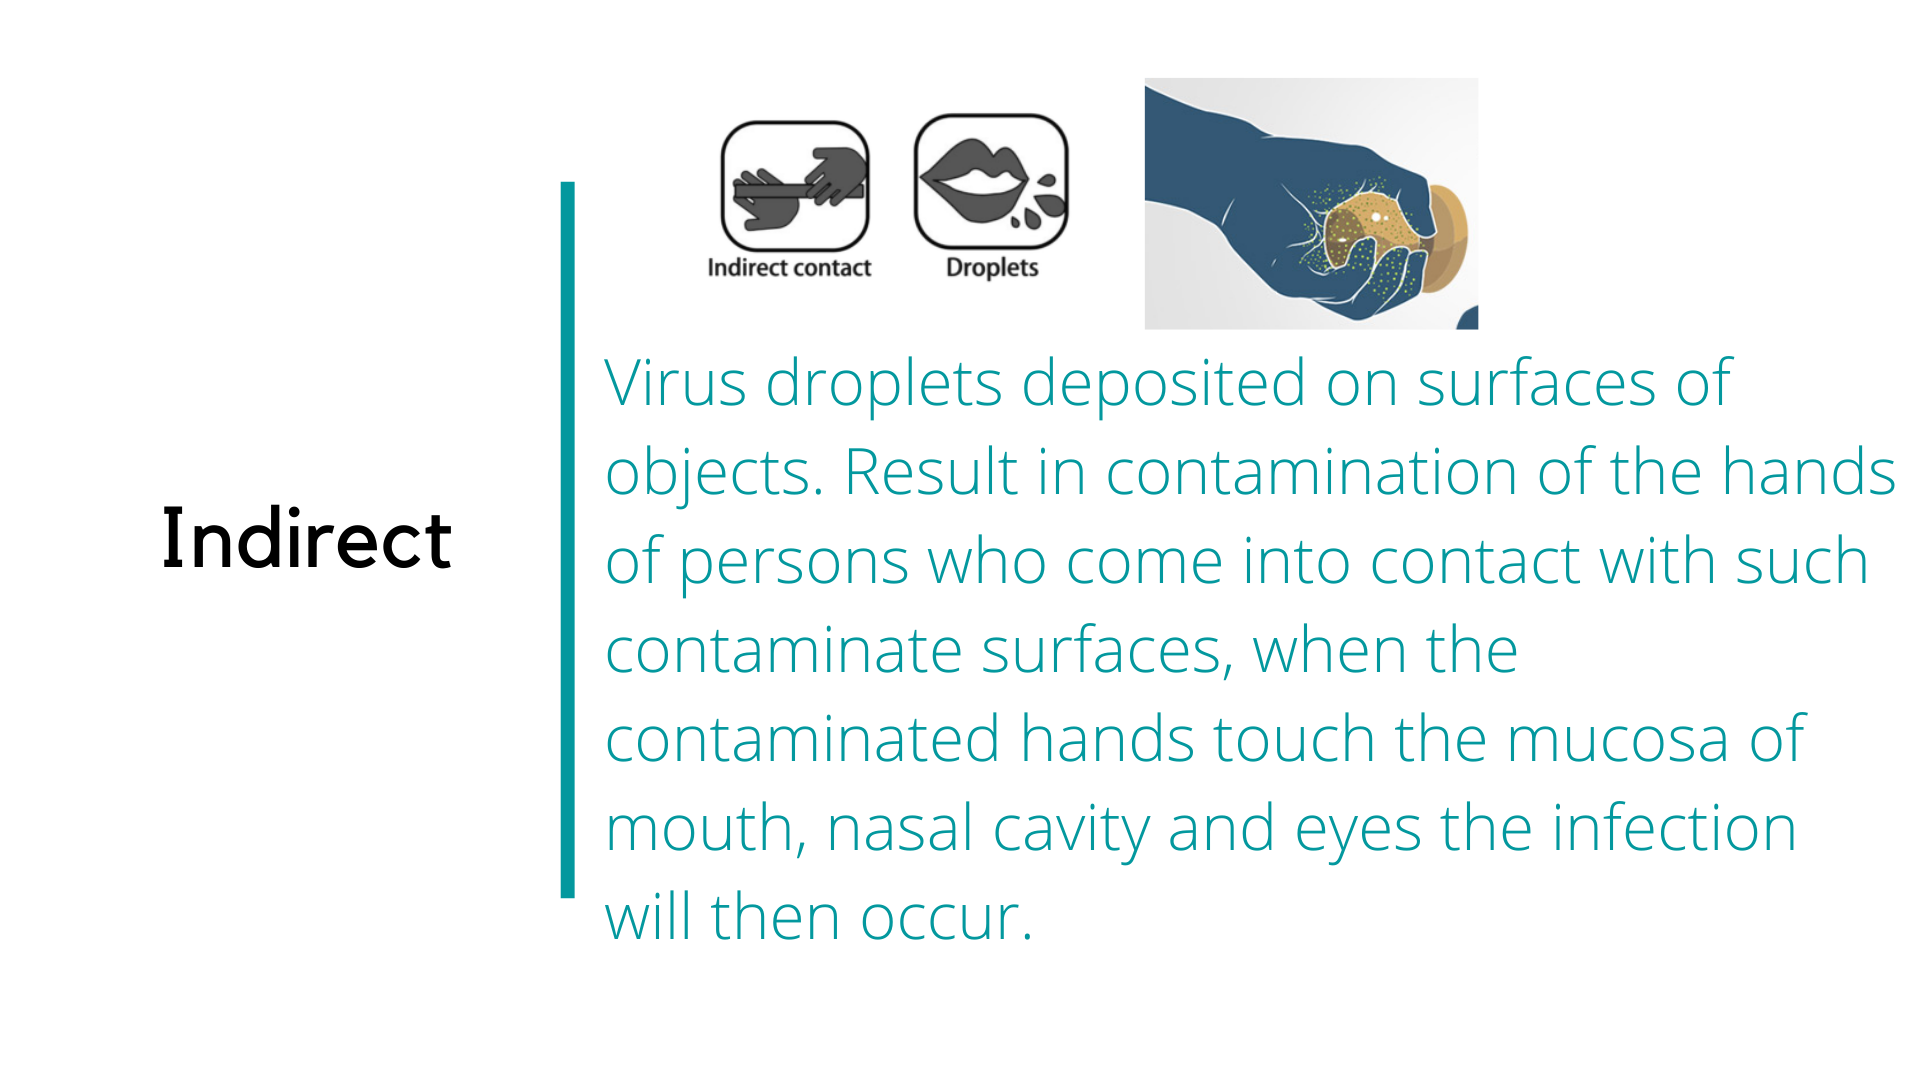 Indirect contact
Droplets
Indirect
Virus droplets deposited on surfaces of
objects. Result in contamination of the hands
of persons who come into contact with such
contaminate surfaces, when the
contaminated hands touch the mucosa of
mouth, nasal cavity and eyes the infection
will then occur.